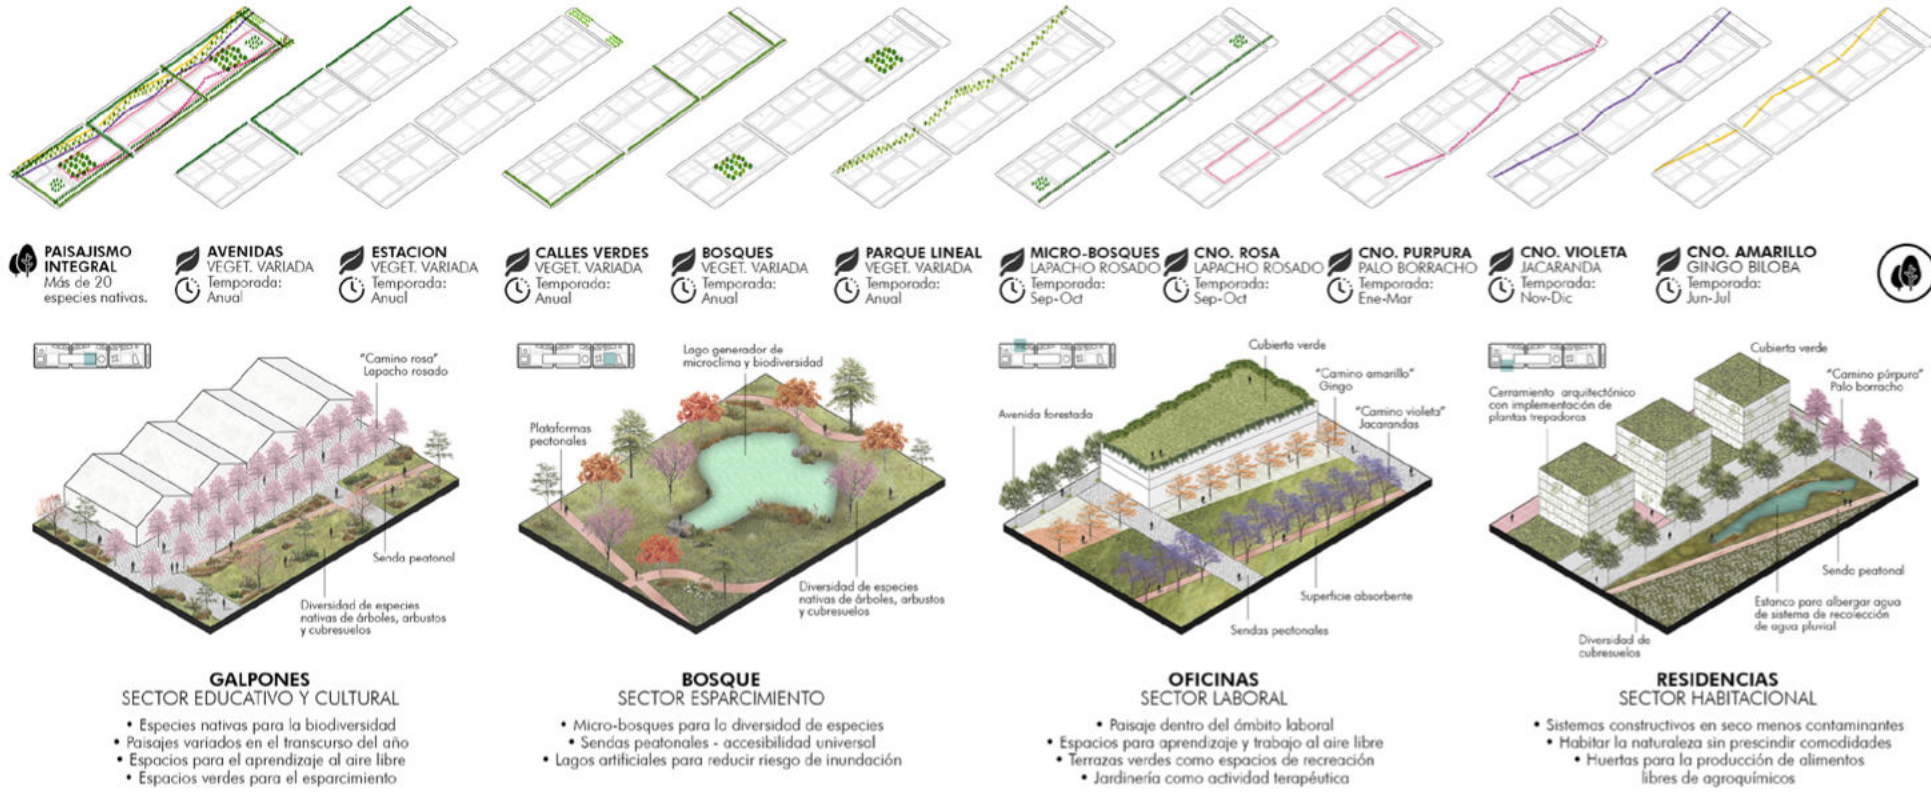 PAISAJISMO
INTEGRAL
Más de 20
especies nativas.
AVENIDAS
VEGET. VARIADA
Temporada:
Anual
ESTACION
VEGET. VARIADA
Temporada:
Anual
CALLES VERDES
VEGET. VARIADA
Temporada:
Anual
BOSQUES
VEGET. VARIADA
Temporada:
Anual
PARQUE LINEAL
VEGET. VARIADA
Temporada:
Anual
MICRO-BOSQUES
LAPACHO ROSADO
Temporada:
Sep-Oct
CNO. ROSA
LAPACHO ROSADO
Temporada:
Sep-Oct
CNO. PURPURA
PALO BORRACHO
Temporada:
Ene-Mar
CNO. VIOLETA
JACARANDA
Temporada:
Nov-Dic
CNO. AMARILLO
GINGO BILOBA
Temporada:
Jun-Jul
"Camino rosa"
Lapacho rosado
Senda peatonal
Diversidad de especies
nativas de árboles, arbustos
y cubresuelos
GALPONES
SECTOR EDUCATIVO Y CULTURAL
• Especies nativas para la biodiversidad
• Paisajes variados en el transcurso del año
• Espacios para el aprendizaje al aire libre
• Espacios verdes para el esparcimiento
Lago generador de
microclima y biodiversidad
Plataformas
peatonales
Diversidad de especies
nativas de árboles, arbustos
y cubresuelos
BOSQUE
SECTOR ESPARCIMIENTO
• Micro-bosques para la diversidad de especies
• Sendas peatonales - accesibilidad universal
• Lagos artificiales para reducir riesgo de inundación
Cubierta verde
"Camino amarillo"
Gingo
Avenida forestada
"Camino violeta"
Jacarandas
Superficie absorbente
Sendas peatonales
OFICINAS
SECTOR LABORAL
• Paisaje dentro del ámbito laboral
• Espacios para aprendizaje y trabajo al aire libre
• Terrazas verdes como espacios de recreación
• Jardinería como actividad terapéutica
Cubierta verde
"Camino púrpura"
Palo borracho
Cerramiento arquitectónico
con implementación de
plantas trepadoras
Senda peatonal
Estanco para albergar agua
de sistema de recolección
de agua pluvial
Diversidad de
cubresuelos
RESIDENCIAS
SECTOR HABITACIONAL
• Sistemas constructivos en seco menos contaminantes
• Habitar la naturaleza sin prescindir comodidades
• Huertas para la producción de alimentos
libres de agroquímicos